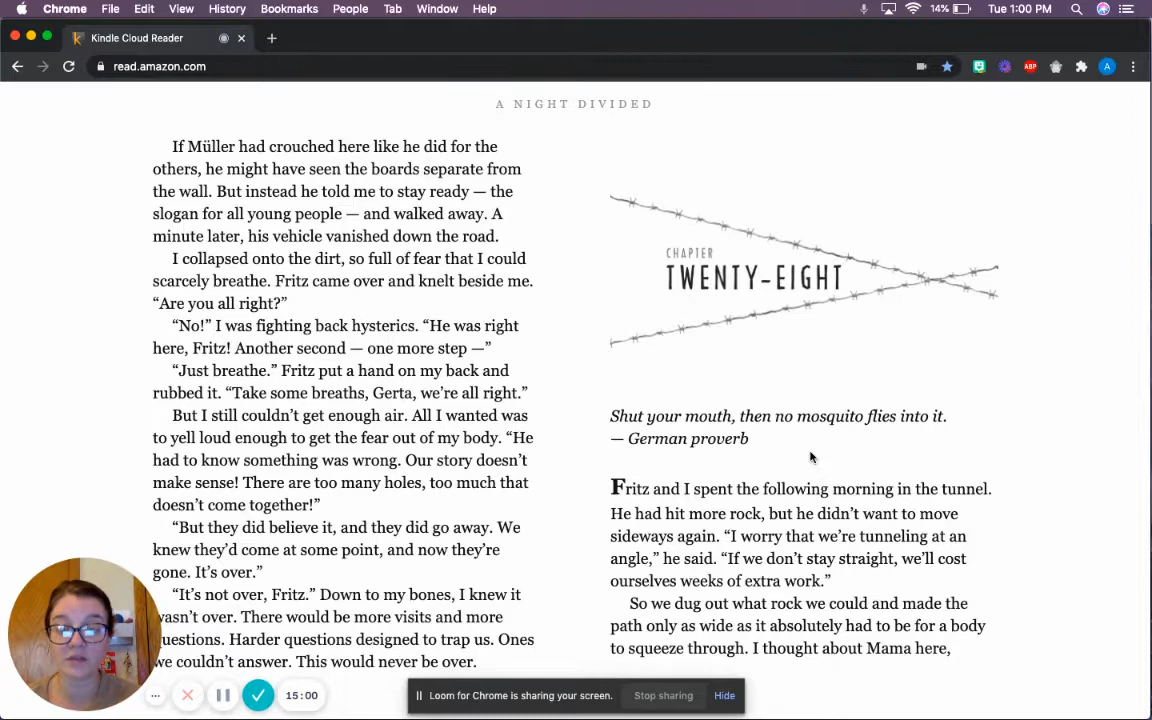 Chrome File Edit View History Bookmarks People Tab Window Help 14% Tue 1:00 PM
Kindle Cloud Reader
read.amazon.com
ABP
A
A NIGHT DIVIDED
If Müller had crouched here like he did for the
others, he might have seen the boards separate from
the wall. But instead he told me to stay ready — the
slogan for all young people — and walked away. A
minute later, his vehicle vanished down the road.
I collapsed onto the dirt, so full of fear that I could
scarcely breathe. Fritz came over and knelt beside me.
“Are you all right?”
“No!” I was fighting back hysterics. “He was right
here, Fritz! Another second — one more step —”
“Just breathe.” Fritz put a hand on my back and
rubbed it. “Take some breaths, Gerta, we’re all right.”
But I still couldn’t get enough air. All I wanted was
to yell loud enough to get the fear out of my body. “He
had to know something was wrong. Our story doesn’t
make sense! There are too many holes, too much that
doesn’t come together!”
“But they did believe it, and they did go away. We
knew they’d come at some point, and now they’re
gone. It’s over.”
“It’s not over, Fritz.” Down to my bones, I knew it
wasn’t over. There would be more visits and more
questions. Harder questions designed to trap us. Ones
we couldn’t answer. This would never be over.
CHAPTER
TWENTY-EIGHT
Shut your mouth, then no mosquito flies into it.
— German proverb
Fritz and I spent the following morning in the tunnel.
He had hit more rock, but he didn’t want to move
sideways again. “I worry that we’re tunneling at an
angle,” he said. “If we don’t stay straight, we’ll cost
ourselves weeks of extra work.”
So we dug out what rock we could and made the
path only as wide as it absolutely had to be for a body
to squeeze through. I thought about Mama here,
15:00
Loom for Chrome is sharing your screen. Stop sharing Hide